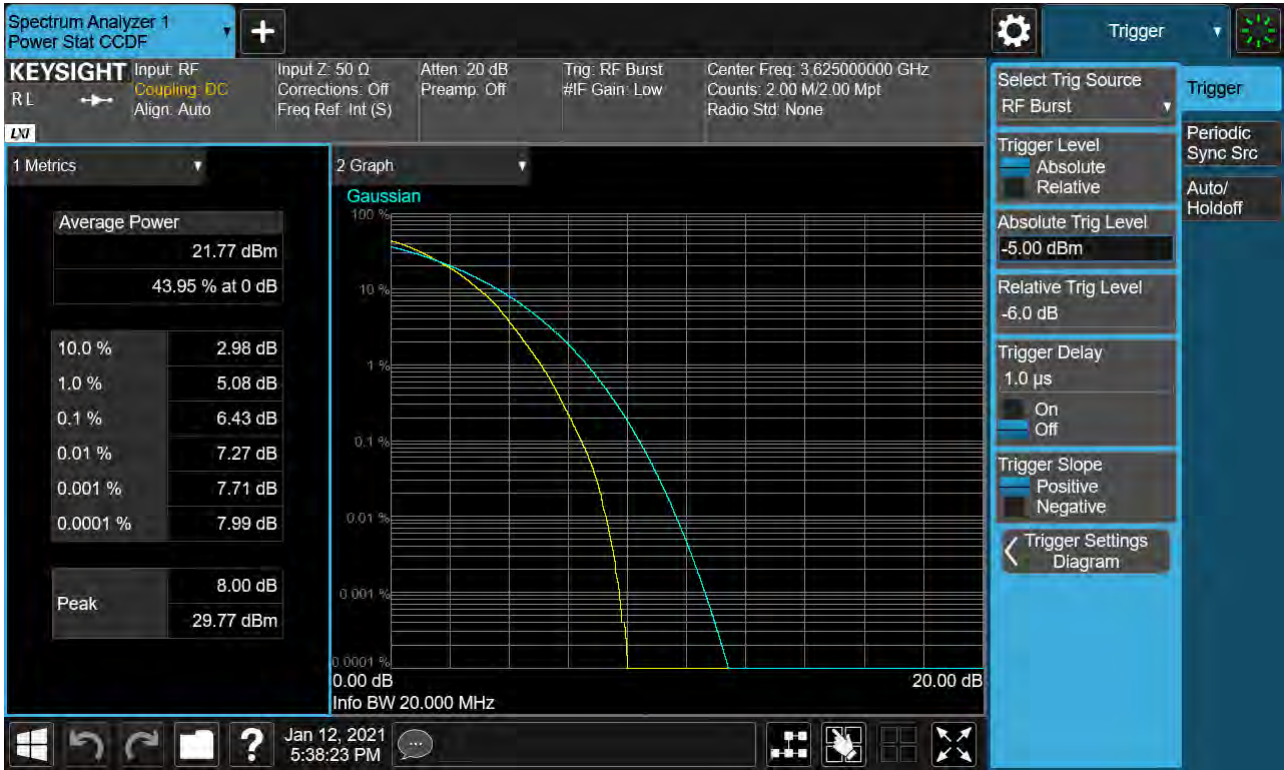 Spectrum Analyzer 1
Power Stat CCDF
+
Trigger
KEYSIGHT
RL
LXI
Input: RF
Coupling: DC
Align: Auto
Input Z: 50 Ω
Corrections: Off
Freq Ref: Int (S)
Atten: 20 dB
Preamp: Off
Trig: RF Burst
#IF Gain: Low
Center Freq: 3.625000000 GHz
Counts: 2.00 M/2.00 Mpt
Radio Std: None
1 Metrics
Average Power
21.77 dBm
43.95 % at 0 dB
10.0 % 2.98 dB
1.0 % 5.08 dB
0.1 % 6.43 dB
0.01 % 7.27 dB
0.001 % 7.71 dB
0.0001 % 7.99 dB
Peak
8.00 dB
29.77 dBm
2 Graph
Gaussian
100 %
10 %
1 %
0.1 %
0.01 %
0.001 %
0.0001 %
0.00 dB 20.00 dB
Info BW 20.000 MHz
Select Trig Source
RF Burst
Trigger Level
Absolute
Relative
Absolute Trig Level
-5.00 dBm
Relative Trig Level
-6.0 dB
Trigger Delay
1.0 µs
On
Off
Trigger Slope
Positive
Negative
Trigger Settings
Diagram
Trigger
Periodic
Sync Src
Auto/
Holdoff
?
Jan 12, 2021
5:38:23 PM